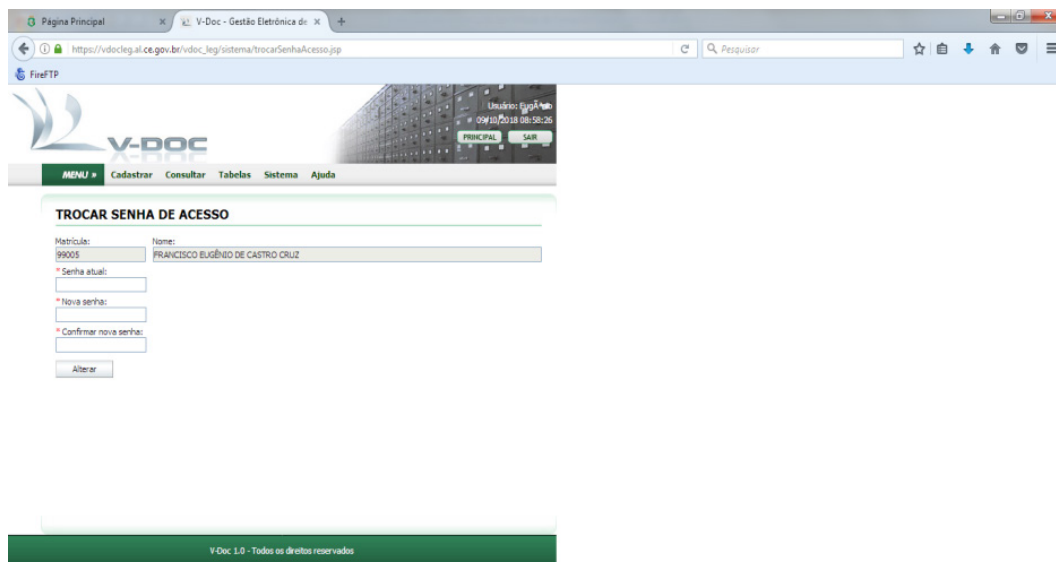 Página Principal
V-Doc - Gestão Eletrônica de
https://vdocleg.al.ce.gov.br/vdoc_leg/sistema/trocarSenhaAcesso.jsp
Pesquisar
FireFTP
V-DOC
Usuário: EugÃªnio
09/10/2018 08:58:26
PRINCIPAL SAIR
MENU » Cadastrar Consultar Tabelas Sistema Ajuda
TROCAR SENHA DE ACESSO
Matrícula: Nome:
99005 FRANCISCO EUGÊNIO DE CASTRO CRUZ
* Senha atual:
* Nova senha:
* Confirmar nova senha:
Alterar
V-Doc 1.0 - Todos os direitos reservados